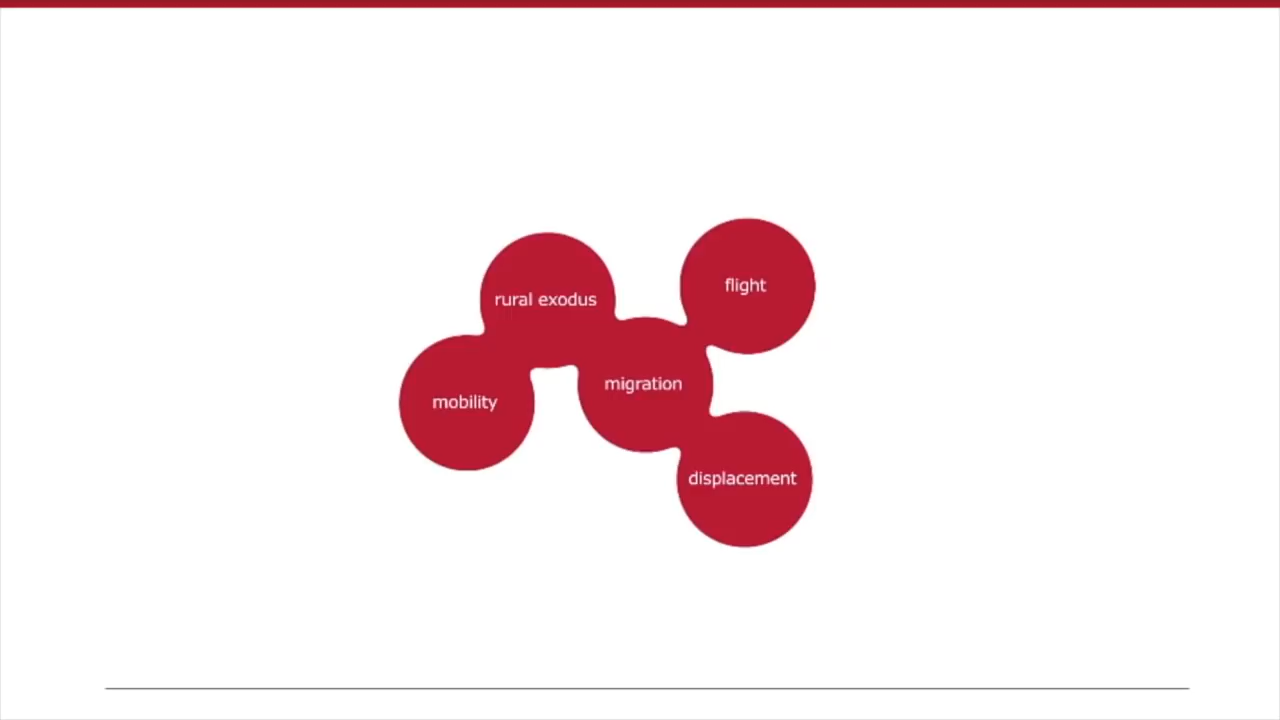 flight
rural exodus
migration
mobility
displacement